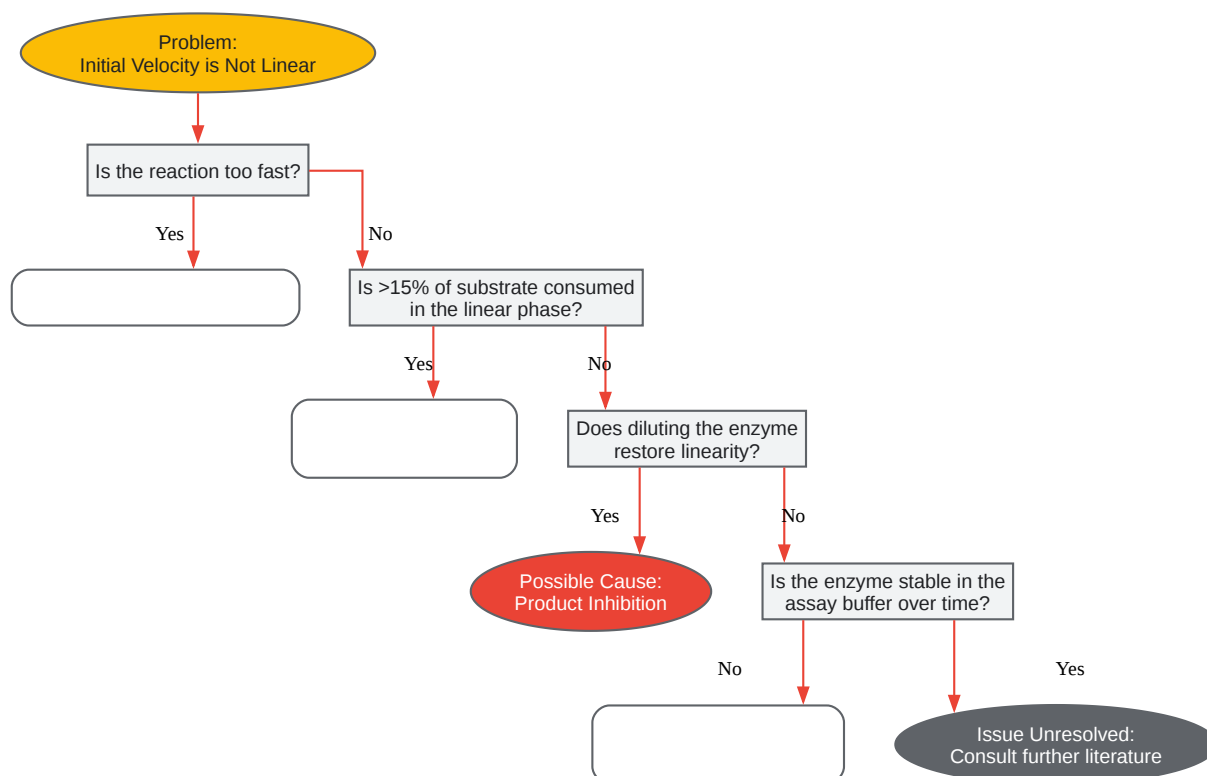 Problem:
Initial Velocity is Not Linear
Is the reaction too fast?
Yes
No
Is >15% of substrate consumed
in the linear phase?
Yes
No
Does diluting the enzyme
restore linearity?
Yes
No
Possible Cause:
Product Inhibition
Is the enzyme stable in the
assay buffer over time?
No
Yes
Issue Unresolved:
Consult further literature